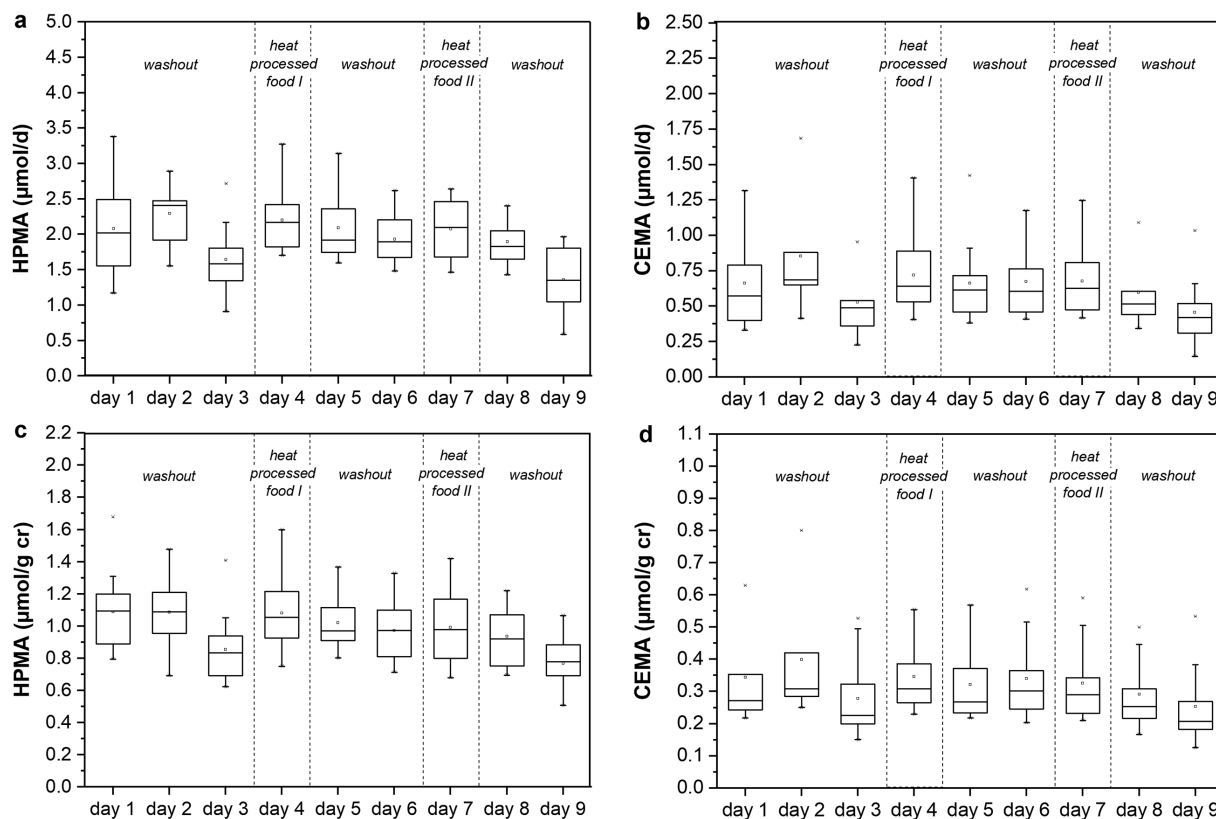 a
HPMA (µmol/d)
5.0
4.5
4.0
3.5
3.0
2.5
2.0
1.5
1.0
0.5
0.0
washout
heat
processed
food I
washout
heat
processed
food II
washout
day 1 day 2 day 3 day 4 day 5 day 6 day 7 day 8 day 9
b
CEMA (µmol/d)
2.50
2.25
2.00
1.75
1.50
1.25
1.00
0.75
0.50
0.25
0.00
washout
heat
processed
food I
washout
heat
processed
food II
washout
day 1 day 2 day 3 day 4 day 5 day 6 day 7 day 8 day 9
c
HPMA (µmol/g cr)
2.2
2.0
1.8
1.6
1.4
1.2
1.0
0.8
0.6
0.4
0.2
0.0
washout
heat
processed
food I
washout
heat
processed
food II
washout
day 1 day 2 day 3 day 4 day 5 day 6 day 7 day 8 day 9
d
CEMA (µmol/g cr)
1.1
1.0
0.9
0.8
0.7
0.6
0.5
0.4
0.3
0.2
0.1
0.0
washout
heat
processed
food I
washout
heat
processed
food II
washout
day 1 day 2 day 3 day 4 day 5 day 6 day 7 day 8 day 9